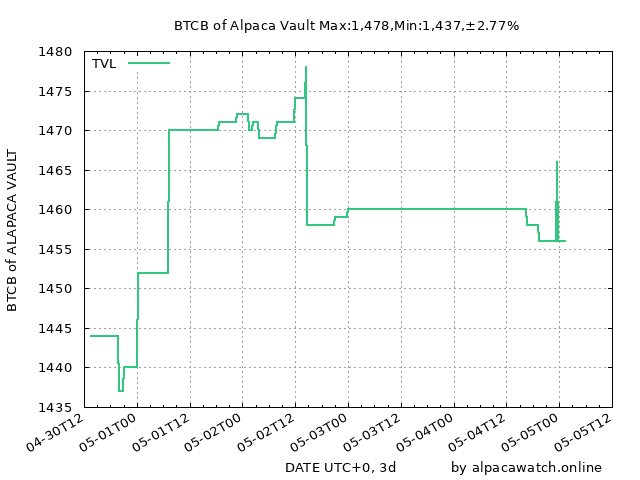 BTCB of Alpaca Vault Max:1,478,Min:1,437,±2.77%
TVL
BTCB of ALAPACA VAULT
1480
1475
1470
1465
1460
1455
1450
1445
1440
1435
04-30T12
05-01T00
05-01T12
05-02T00
05-02T12
05-03T00
05-03T12
05-04T00
05-04T12
05-05T00
05-05T12
DATE UTC+0, 3d
by alpacawatch.online